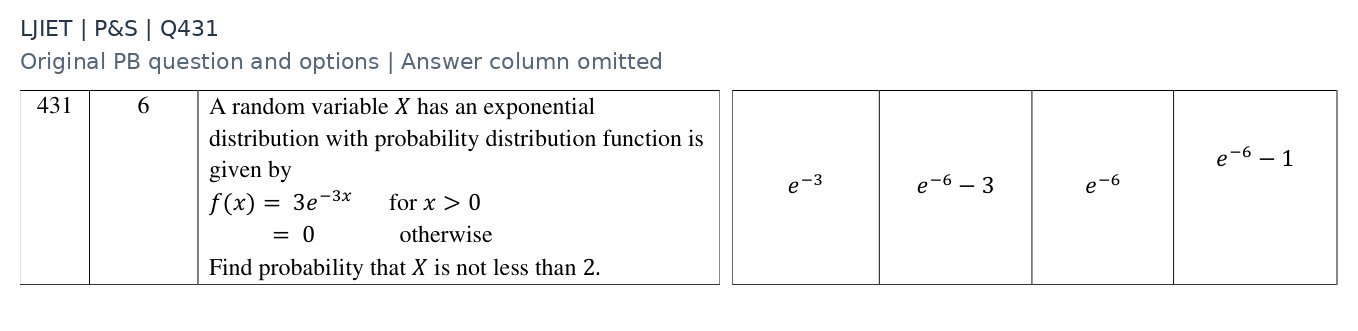 LJIET | P&S | Q431
Original PB question and options | Answer column omitted
431 6 A random variable X has an exponential
distribution with probability distribution function is
given by
f(x) = 3e^{-3x} for x > 0
= 0 otherwise
Find probability that X is not less than 2.
e^{-3} e^{-6} − 3 e^{-6} e^{-6} − 1